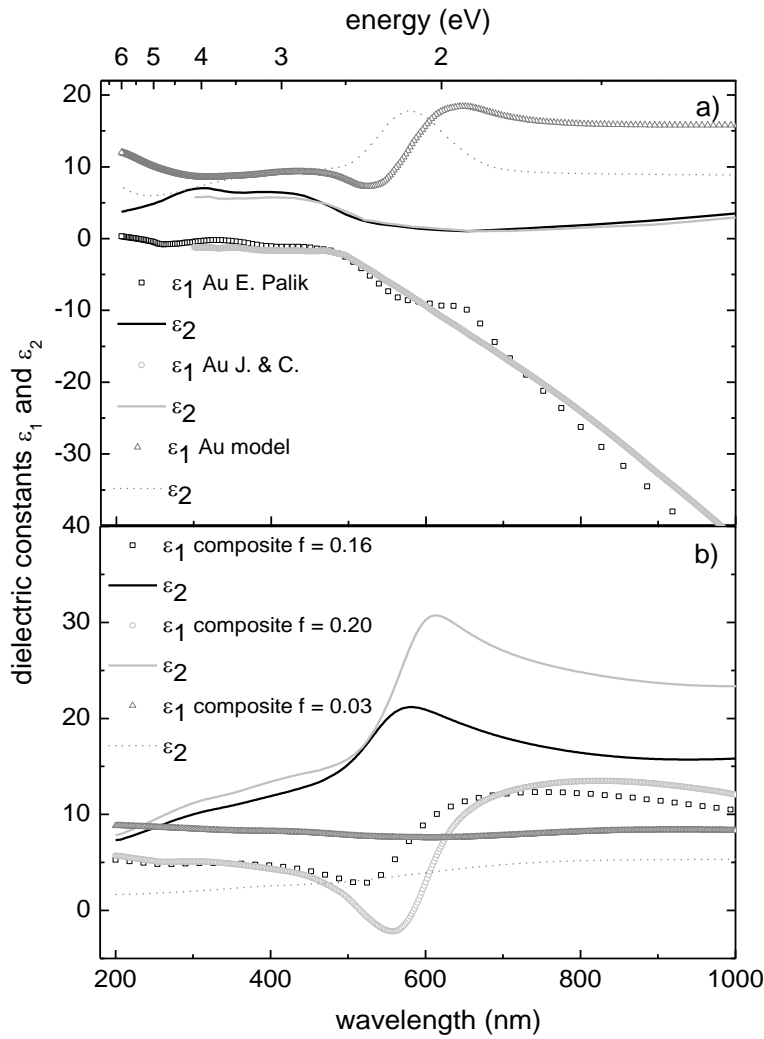 energy (eV)
6 5 4 3 2
20
10
0
-10
-20
-30
40
a)
ε1 Au E. Palik
ε2
ε1 Au J. & C.
ε2
ε1 Au model
ε2
dielectric constants ε1 and ε2
b)
30
20
10
0
ε1 composite f = 0.16
ε2
ε1 composite f = 0.20
ε2
ε1 composite f = 0.03
ε2
200 400 600 800 1000
wavelength (nm)